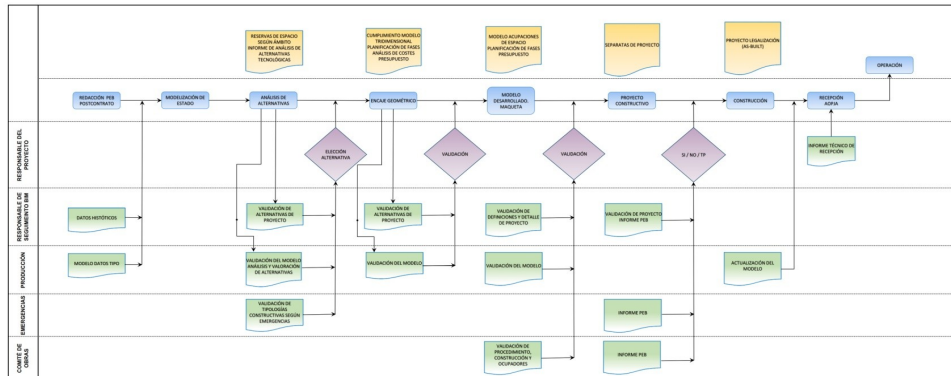 RESERVAS DE ESPACIO
SEGÚN ÁMBITO
INFORME DE ANÁLISIS DE
ALTERNATIVAS
TECNOLÓGICAS
CUMPLIMIENTO MODELO
TRIDIMENSIONAL
PLANIFICACIÓN DE FASES
ANÁLISIS DE COSTES
PRESUPUESTO
MODELO ACUPACIONES
DE ESPACIO
PLANIFICACIÓN DE FASES
PRESUPUESTO
SEPARATAS DE PROYECTO
PROYECTO LEGALIZACIÓN
(AS-BUILT)
OPERACIÓN
REDACCIÓN PEB
POSTCONTRATO
MODELIZACIÓN DE
ESTADO
ANÁLISIS DE
ALTERNATIVAS
ENCAJE GEOMÉTRICO
MODELO
DESARROLLADO.
MAQUETA
PROYECTO
CONSTRUCTIVO
CONSTRUCCIÓN
RECEPCIÓN
AOPJA
RESPONSABLE DEL
PROYECTO
ELECCIÓN
ALTERNATIVA
VALIDACIÓN
VALIDACIÓN
SI / NO / TP
INFORME TÉCNICO DE
RECEPCIÓN
RESPONSABLE DE
SEGUIMIENTO BIM
DATOS HISTÓTICOS
VALIDACIÓN DE
ALTERNATIVAS DE
PROYECTO
VALIDACIÓN DE
ALTERNATIVAS DE
PROYECTO
VALIDACIÓN DE
DEFINICIONES Y DETALLE
DE PROYECTO
VALIDACIÓN DE PROYECTO
INFORME PEB
PRODUCCIÓN
MODELO DATOS TIPO
VALIDACIÓN DEL MODELO
ANÁLISIS Y VALORACIÓN
DE ALTERNATIVAS
VALIDACIÓN DEL MODELO
VALIDACIÓN DEL MODELO
ACTUALIZACIÓN DEL
MODELO
EMERGENCIAS
VALIDACIÓN DE
TIPOLOGÍAS
CONSTRUCTIVAS SEGÚN
EMERGENCIAS
INFORME PEB
COMITÉ DE
OBRAS
VALIDACIÓN DE
PROCEDIMIENTO,
CONSTRUCCIÓN Y
OCUPADORES
INFORME PEB